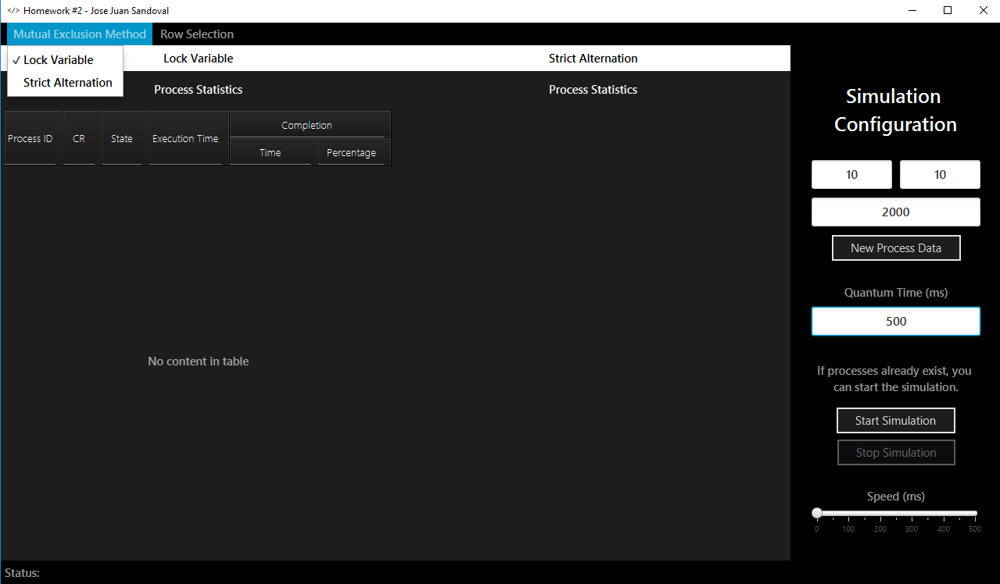 </> Homework #2 - Jose Juan Sandoval
Mutual Exclusion Method Row Selection
✓ Lock Variable
Strict Alternation
Lock Variable
Strict Alternation
Process Statistics
Process Statistics
Process ID CR State Execution Time Completion
Time Percentage
No content in table
Simulation
Configuration
10 10
2000
New Process Data
Quantum Time (ms)
500
If processes already exist, you
can start the simulation.
Start Simulation
Stop Simulation
Speed (ms)
0 100 200 300 400 500
Status: